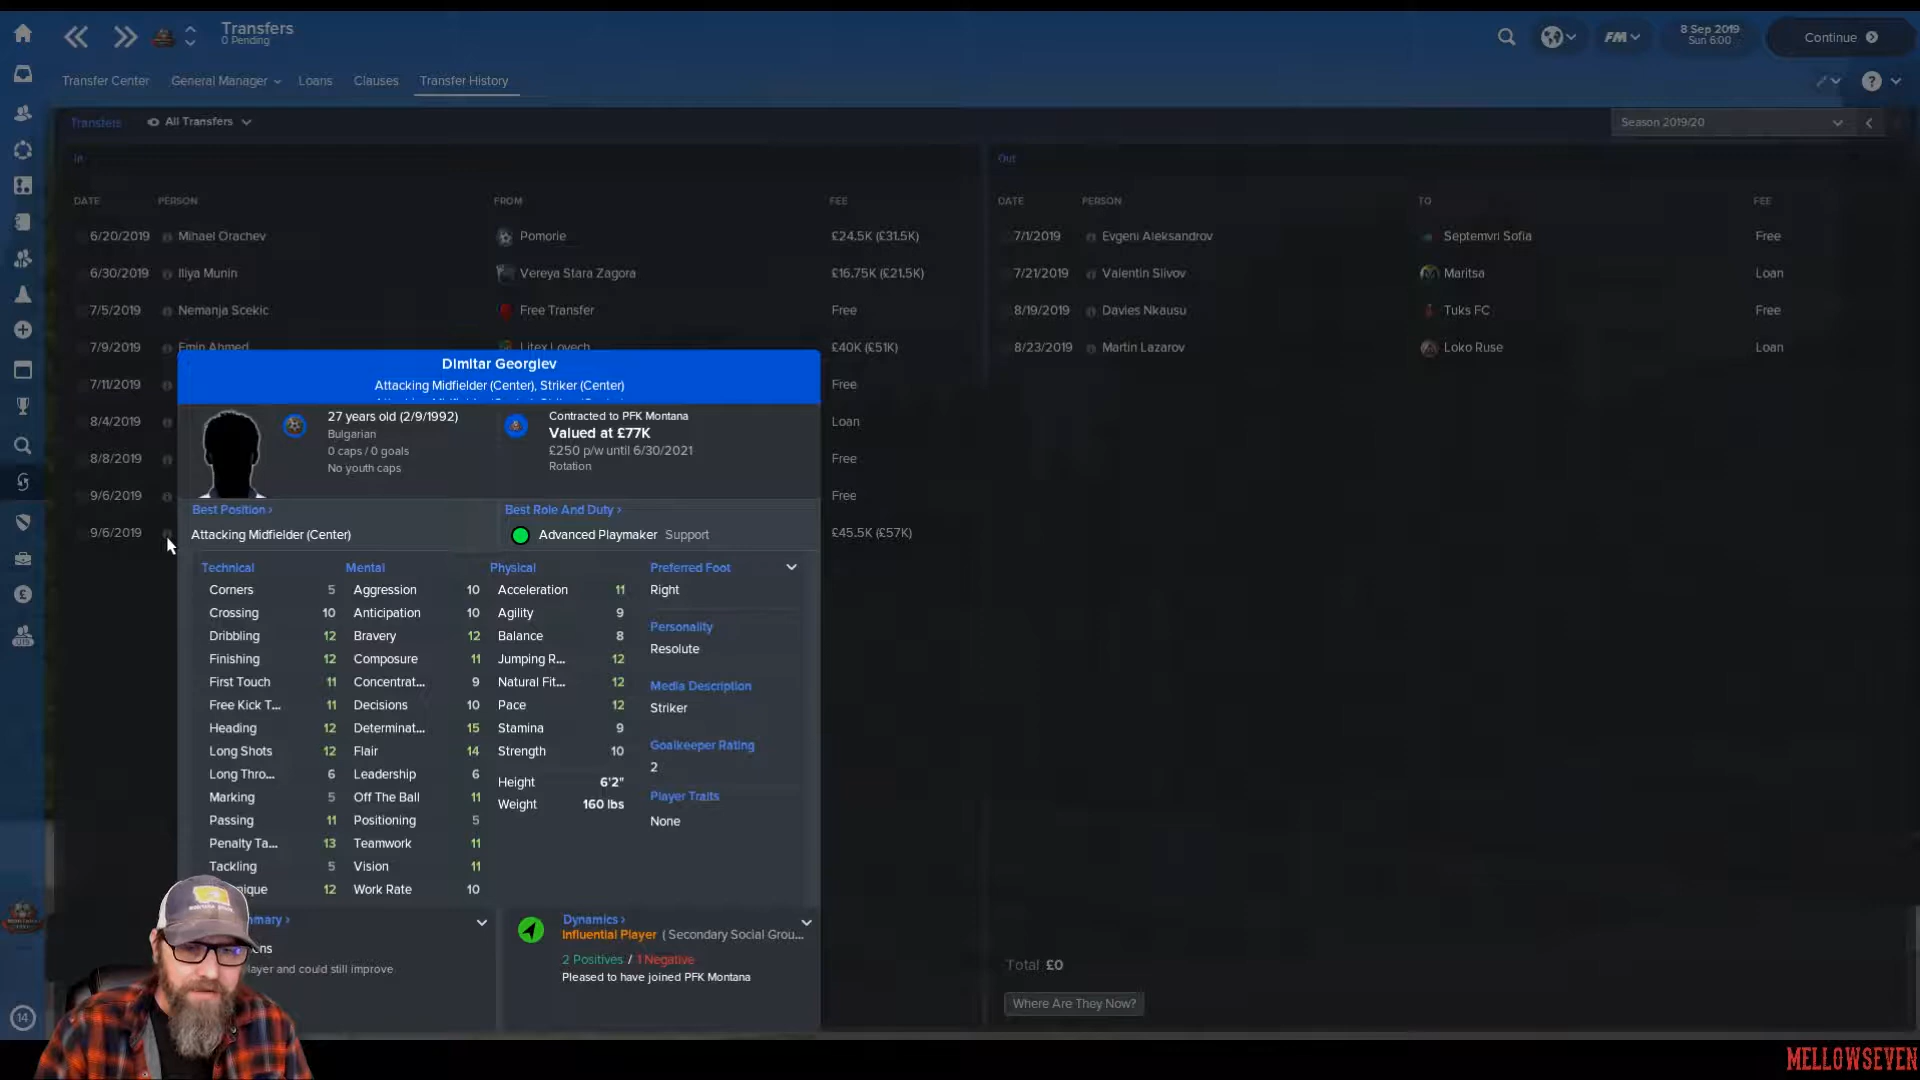 Transfers
0 Pending
8 Sep 2019
Sun 6:00
FM
Continue
Transfer Center General Manager Loans Clauses Transfer History
Transfers All Transfers
Season 2019/20
In
DATE PERSON FROM FEE
6/20/2019 Mihael Orachev Pomorie £24.5K (£31.5K)
6/30/2019 Iliya Munin Vereya Stara Zagora £16.75K (£21.5K)
7/5/2019 Nemanja Scekic Free Transfer Free
7/9/2019 Emin Ahmed Litex Lovech £40K (£51K)
7/11/2019 Free
8/4/2019 Loan
8/8/2019 Free
9/6/2019 Free
9/6/2019 £45.5K (£57K)
Out
DATE PERSON TO FEE
7/1/2019 Evgeni Aleksandrov Septemvri Sofia Free
7/21/2019 Valentin Slivov Maritsa Loan
8/19/2019 Davies Nkausu Tuks FC Free
8/23/2019 Martin Lazarov Loko Ruse Loan
Total £0
Where Are They Now?
Dimitar Georgiev
Attacking Midfielder (Center), Striker (Center)
27 years old (2/9/1992)
Bulgarian
0 caps / 0 goals
No youth caps
Contracted to PFK Montana
Valued at £77K
£250 p/w until 6/30/2021
Rotation
Best Position ›
Attacking Midfielder (Center)
Best Role And Duty ›
Advanced Playmaker Support
Technical
Corners 5
Crossing 10
Dribbling 12
Finishing 12
First Touch 11
Free Kick T... 11
Heading 12
Long Shots 12
Long Thro... 6
Marking 5
Passing 11
Penalty Ta... 13
Tackling 5
nique 12
Mental
Aggression 10
Anticipation 10
Bravery 12
Composure 11
Concentrat... 9
Decisions 10
Determinat... 15
Flair 14
Leadership 6
Off The Ball 11
Positioning 5
Teamwork 11
Vision 11
Work Rate 10
Physical
Acceleration 11
Agility 9
Balance 8
Jumping R... 12
Natural Fit... 12
Pace 12
Stamina 9
Strength 10
Height 6'2"
Weight 160 lbs
Preferred Foot
Right
Personality
Resolute
Media Description
Striker
Goalkeeper Rating
2
Player Traits
None
mmary ›
ens
layer and could still improve
Dynamics ›
Influential Player ( Secondary Social Grou...
2 Positives / 1 Negative
Pleased to have joined PFK Montana
14
MELLOWSEVEN